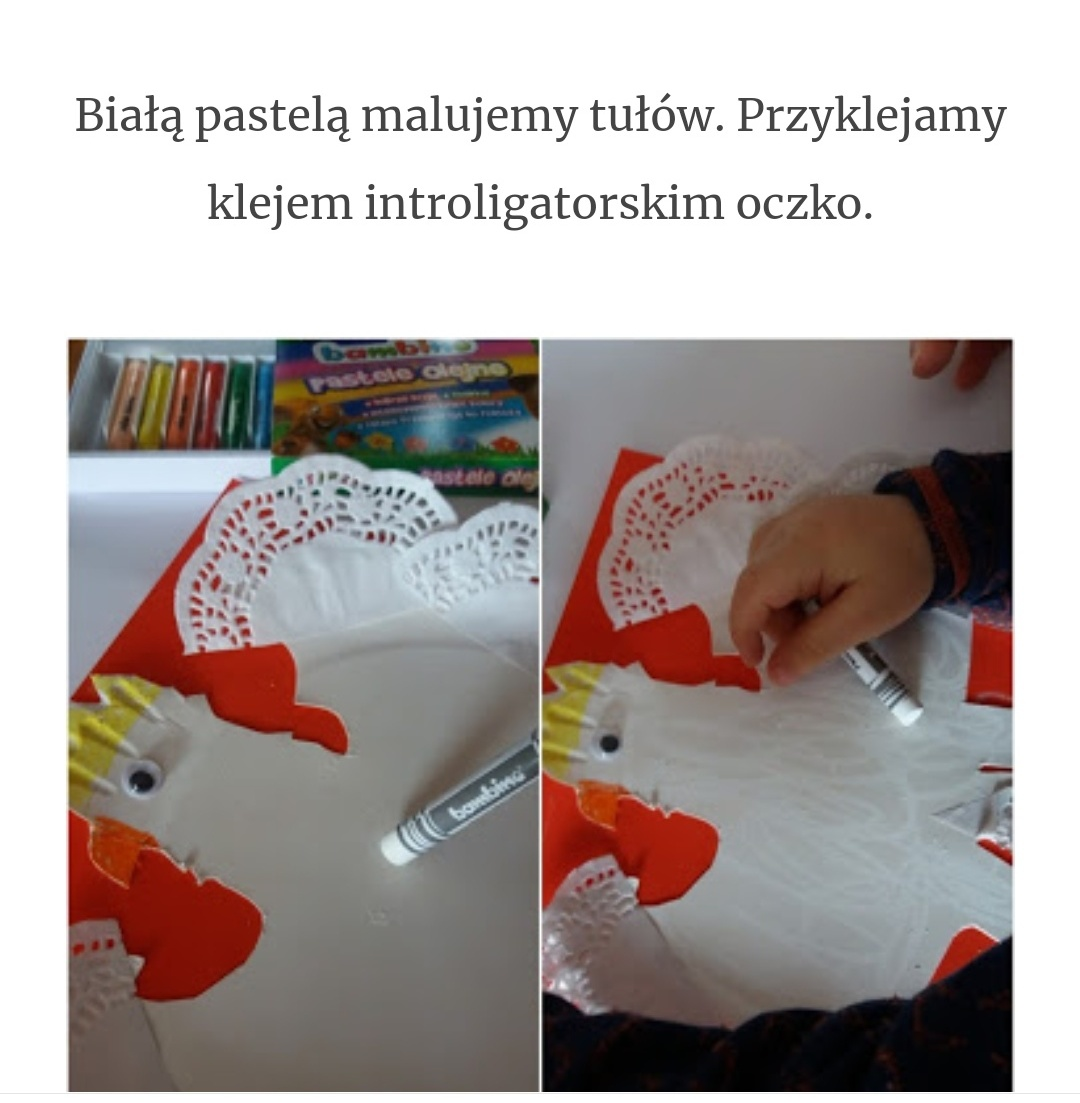 Białą pastelą malujemy tułów. Przyklejamy
klejem introligatorskim oczko.
bambino
Pastele olejne
Pastele olej
bambino